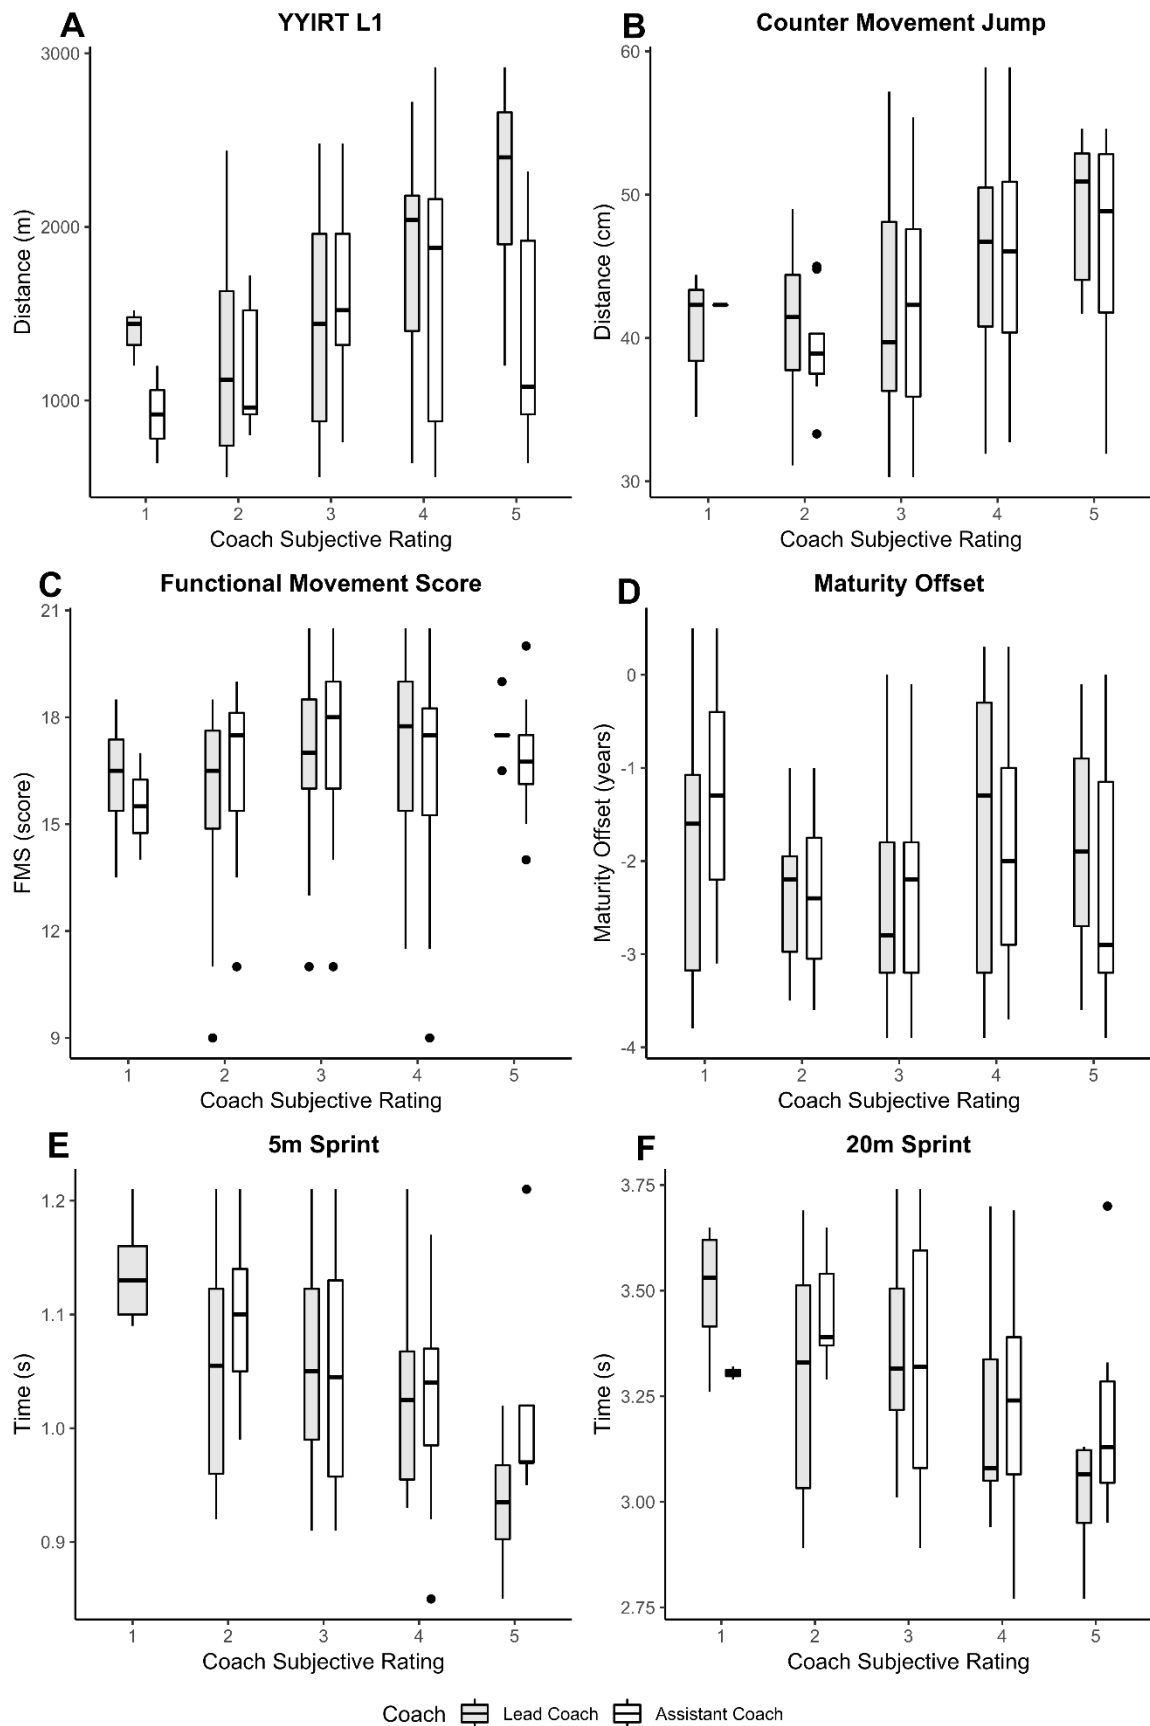 A
YYIRT L1
3000
2000
1000
Distance (m)
1 2 3 4 5
Coach Subjective Rating
B
Counter Movement Jump
60
50
40
30
Distance (cm)
1 2 3 4 5
Coach Subjective Rating
C
Functional Movement Score
21
18
15
12
9
FMS (score)
1 2 3 4 5
Coach Subjective Rating
D
Maturity Offset
0
-1
-2
-3
-4
Maturity Offset (years)
1 2 3 4 5
Coach Subjective Rating
E
5m Sprint
1.2
1.1
1.0
0.9
Time (s)
1 2 3 4 5
Coach Subjective Rating
F
20m Sprint
3.75
3.50
3.25
3.00
2.75
Time (s)
1 2 3 4 5
Coach Subjective Rating
Coach Lead Coach Assistant Coach